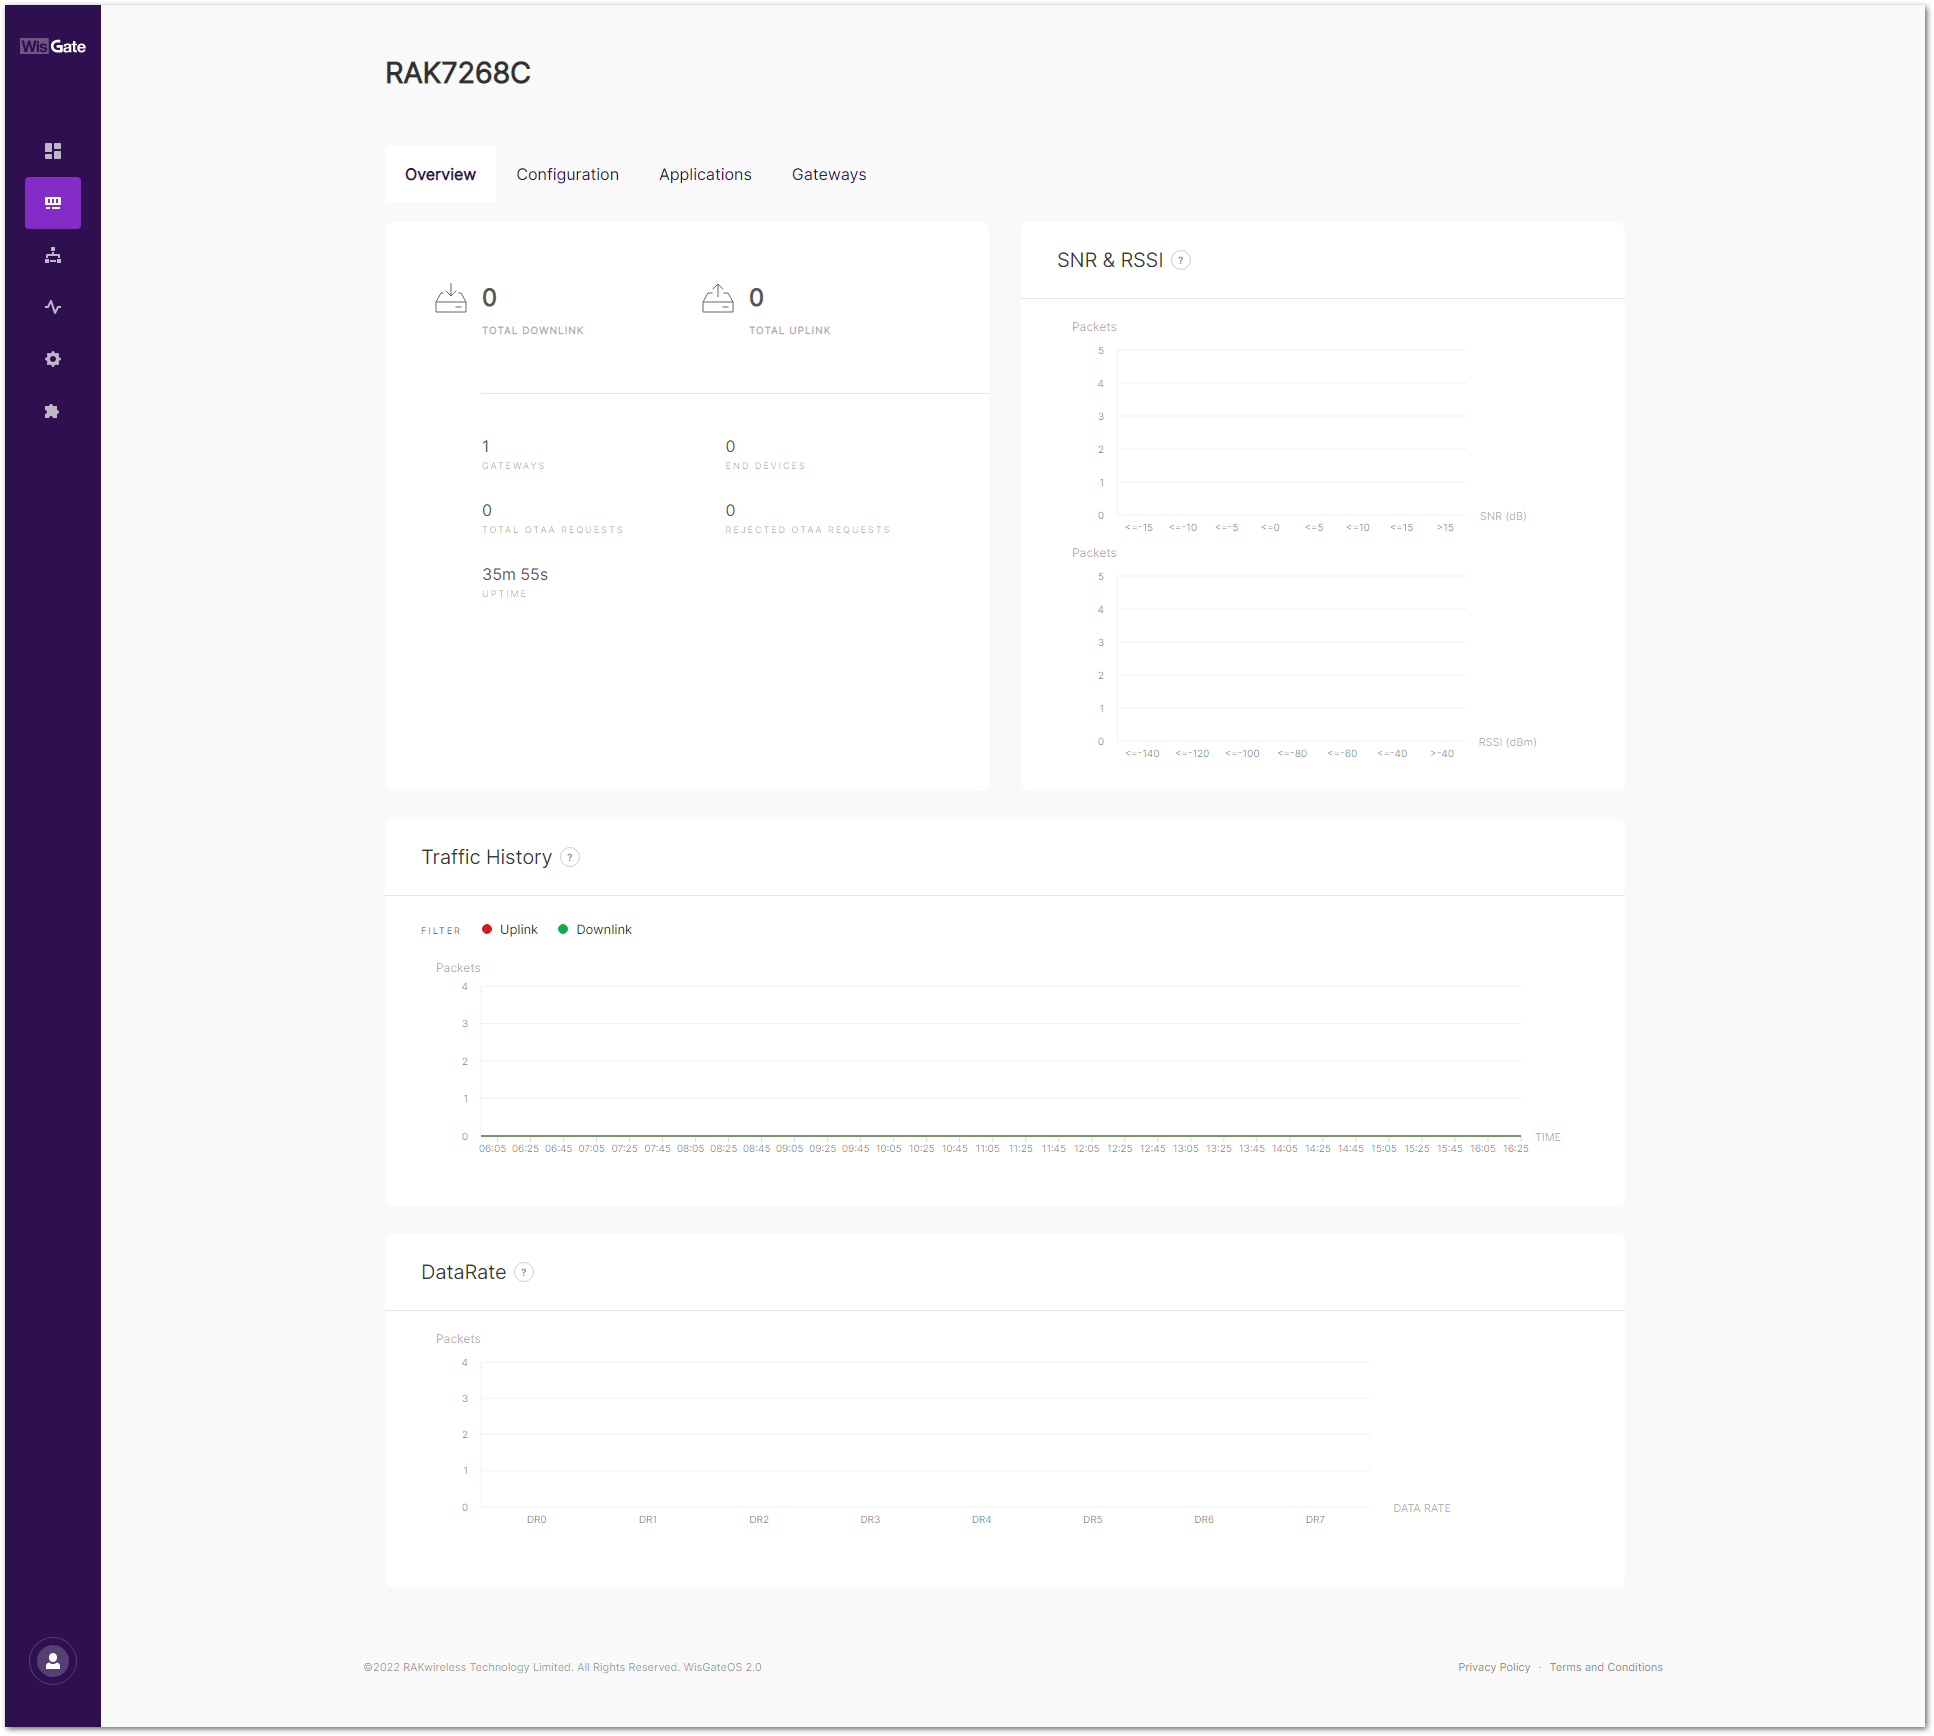 WisGate
RAK7268C
Overview Configuration Applications Gateways
0
TOTAL DOWNLINK
0
TOTAL UPLINK
1
GATEWAYS
0
END DEVICES
0
TOTAL OTAA REQUESTS
0
REJECTED OTAA REQUESTS
35m 55s
UPTIME
SNR & RSSI ?
Packets
5
4
3
2
1
0
<=-15 <=-10 <=-5 <=0 <=5 <=10 <=15 >15 SNR (dB)
Packets
5
4
3
2
1
0
<=-140 <=-120 <=-100 <=-80 <=-60 <=-40 >-40 RSSI (dBm)
Traffic History ?
FILTER Uplink Downlink
Packets
4
3
2
1
0
TIME
06:05 06:25 06:45 07:05 07:25 07:45 08:05 08:25 08:45 09:05 09:25 09:45 10:05 10:25 10:45 11:05 11:25 11:45 12:05 12:25 12:45 13:05 13:25 13:45 14:05 14:25 14:45 15:05 15:25 15:45 16:05 16:25
DataRate ?
Packets
4
3
2
1
0
DATA RATE
DR0 DR1 DR2 DR3 DR4 DR5 DR6 DR7
©2022 RAKwireless Technology Limited. All Rights Reserved. WisGateOS 2.0
Privacy Policy · Terms and Conditions